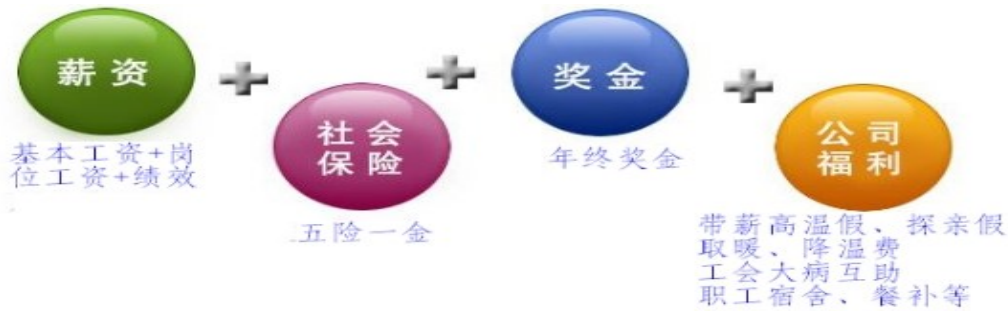 薪资
基本工资+岗
位工资+绩效
社会
保险
五险一金
奖金
年终奖金
公司
福利
带薪高温假、探亲假
取暖、降温费
工会大病互助
职工宿舍、餐补等